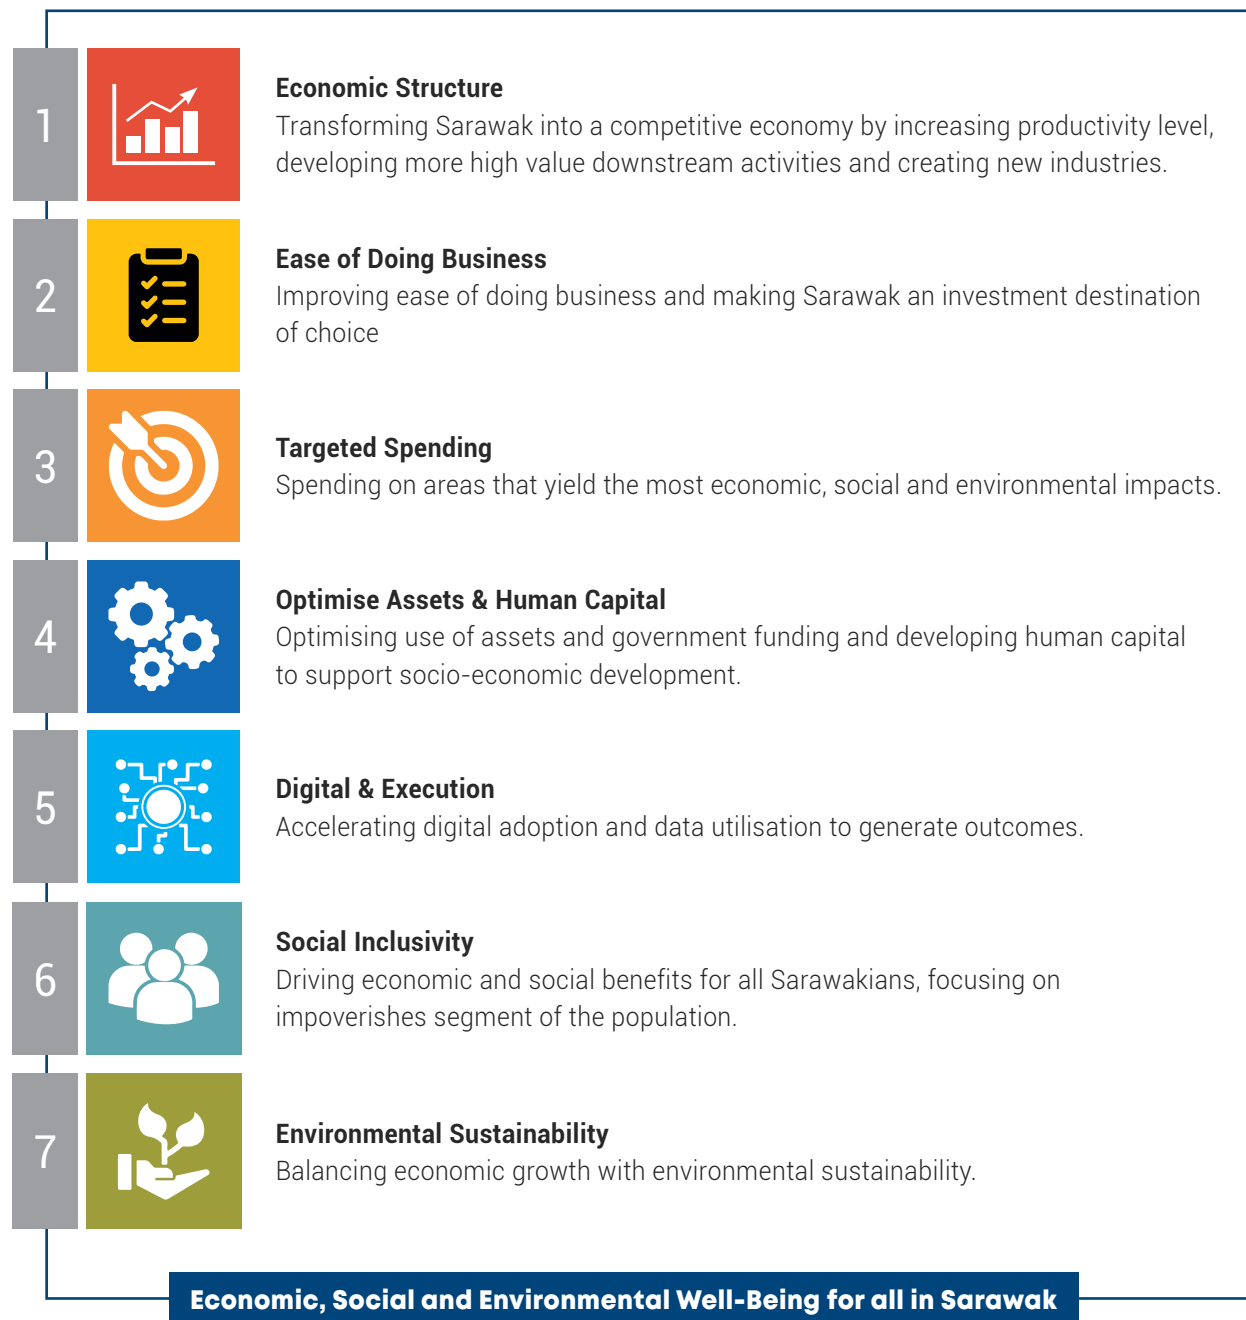 1
Economic Structure
Transforming Sarawak into a competitive economy by increasing productivity level,
developing more high value downstream activities and creating new industries.
2
Ease of Doing Business
Improving ease of doing business and making Sarawak an investment destination
of choice
3
Targeted Spending
Spending on areas that yield the most economic, social and environmental impacts.
4
Optimise Assets & Human Capital
Optimising use of assets and government funding and developing human capital
to support socio-economic development.
5
Digital & Execution
Accelerating digital adoption and data utilisation to generate outcomes.
6
Social Inclusivity
Driving economic and social benefits for all Sarawakians, focusing on
impoverishes segment of the population.
7
Environmental Sustainability
Balancing economic growth with environmental sustainability.
Economic, Social and Environmental Well-Being for all in Sarawak